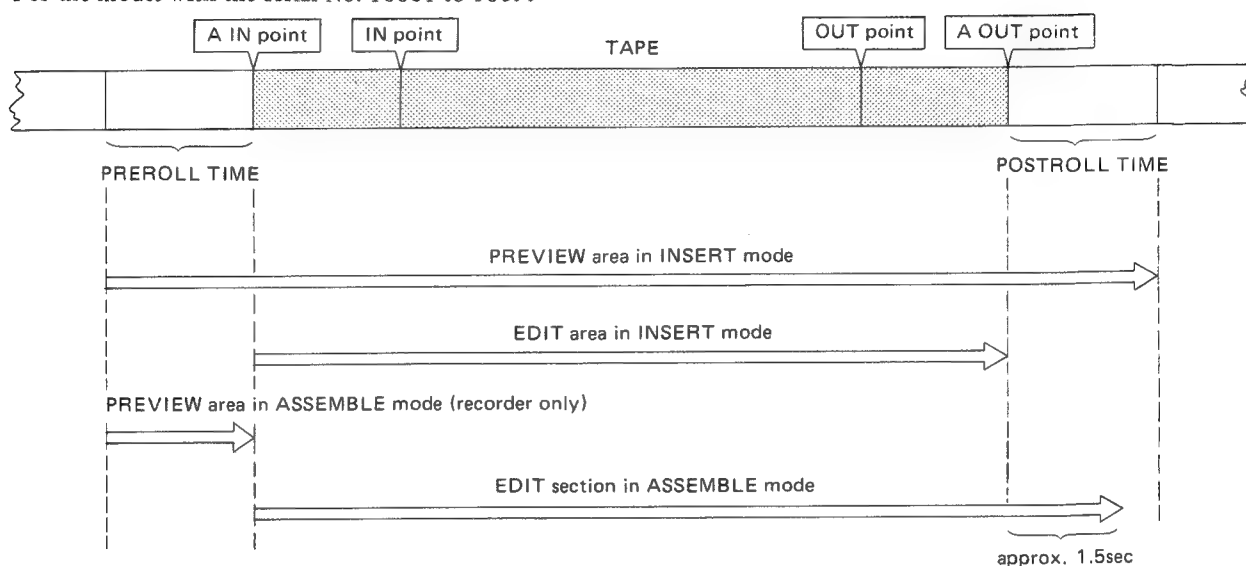 A IN point
IN point
TAPE
OUT point
A OUT point
PREROLL TIME
POSTROLL TIME
PREVIEW area in INSERT mode
EDIT area in INSERT mode
PREVIEW area in ASSEMBLE mode (recorder only)
EDIT section in ASSEMBLE mode
approx. 1.5sec